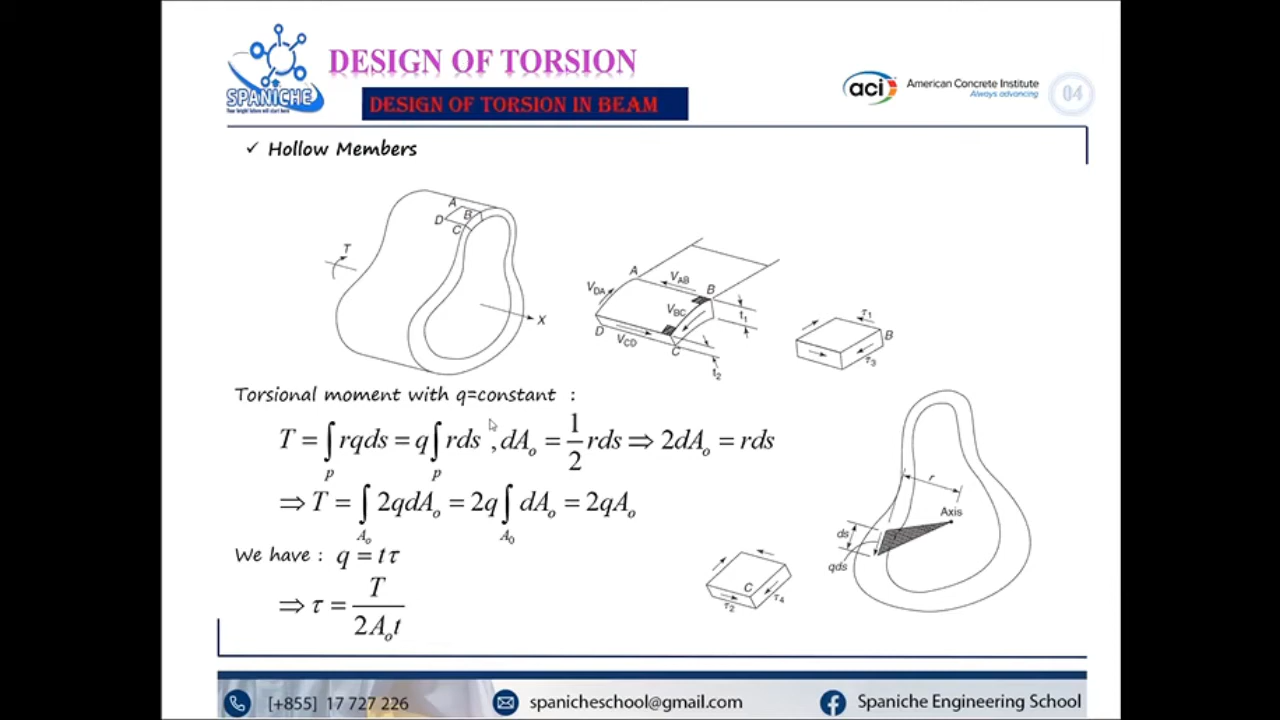 DESIGN OF TORSION
SPANICHE
DESIGN OF TORSION IN BEAM
aci American Concrete Institute
Always advancing
04
✓ Hollow Members
A
B
D
C
T
X
A
V_AB
B
V_DA
V_BC
t₁
D
V_CD
C
t₂
τ₁
B
τ₃
Torsional moment with q=constant :
T = ∫_p rqds = q∫_p rds , dA_o = 1/2 rds ⇒ 2dA_o = rds
⇒ T = ∫_{A_o} 2qdA_o = 2q ∫_{A_0} dA_o = 2qA_o
We have : q = tτ
⇒ τ = T / 2A_o t
r
Axis
ds
qds
C
τ₂
τ₄
[+855] 17 727 226
spanicheschool@gmail.com
Spaniche Engineering School